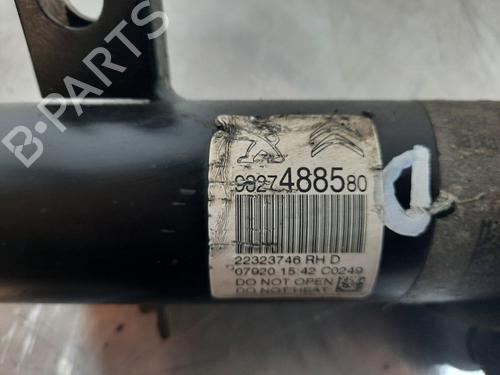 B-PARTS
9827488580
22323746 RH D
07920 15:42 C0249
DO NOT OPEN
DO NOT HEAT
D